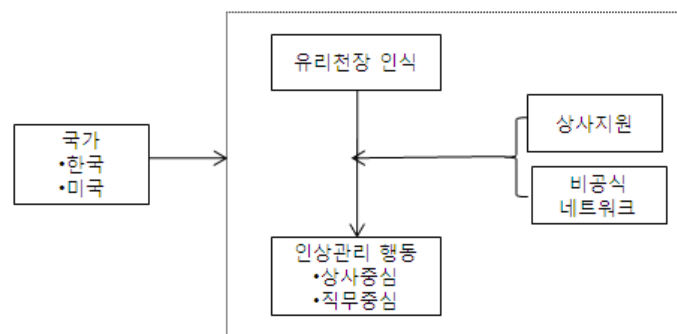 유리천장 인식
상사지원
국가
•한국
•미국
비공식
네트워크
인상관리 행동
•상사중심
•직무중심